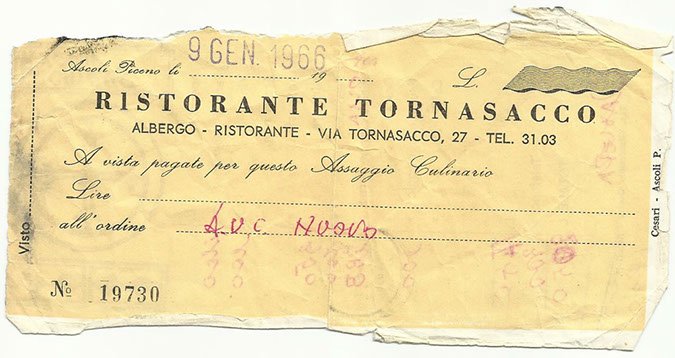 9 GEN. 1966
Ascoli Piceno lì 19 L.
RISTORANTE TORNASACCO
ALBERGO - RISTORANTE - VIA TORNASACCO, 27 - TEL. 31.03
A vista pagate per questo Assaggio Culinario
Lire
all'ordine
Nº 19730
Visto
Cesari - Ascoli P.